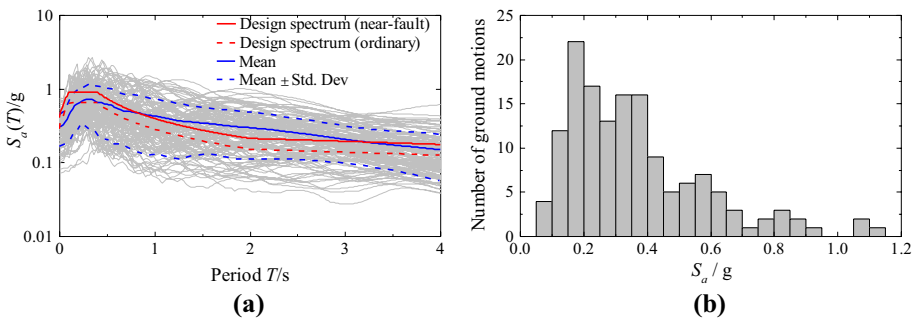 10
1
0.1
0.01
Sa(T)/g
Design spectrum (near-fault)
Design spectrum (ordinary)
Mean
Mean ± Std. Dev
0 1 2 3 4
Period T/s
(a)
25
20
15
10
5
0
Number of ground motions
0.0 0.2 0.4 0.6 0.8 1.0 1.2
Sa / g
(b)